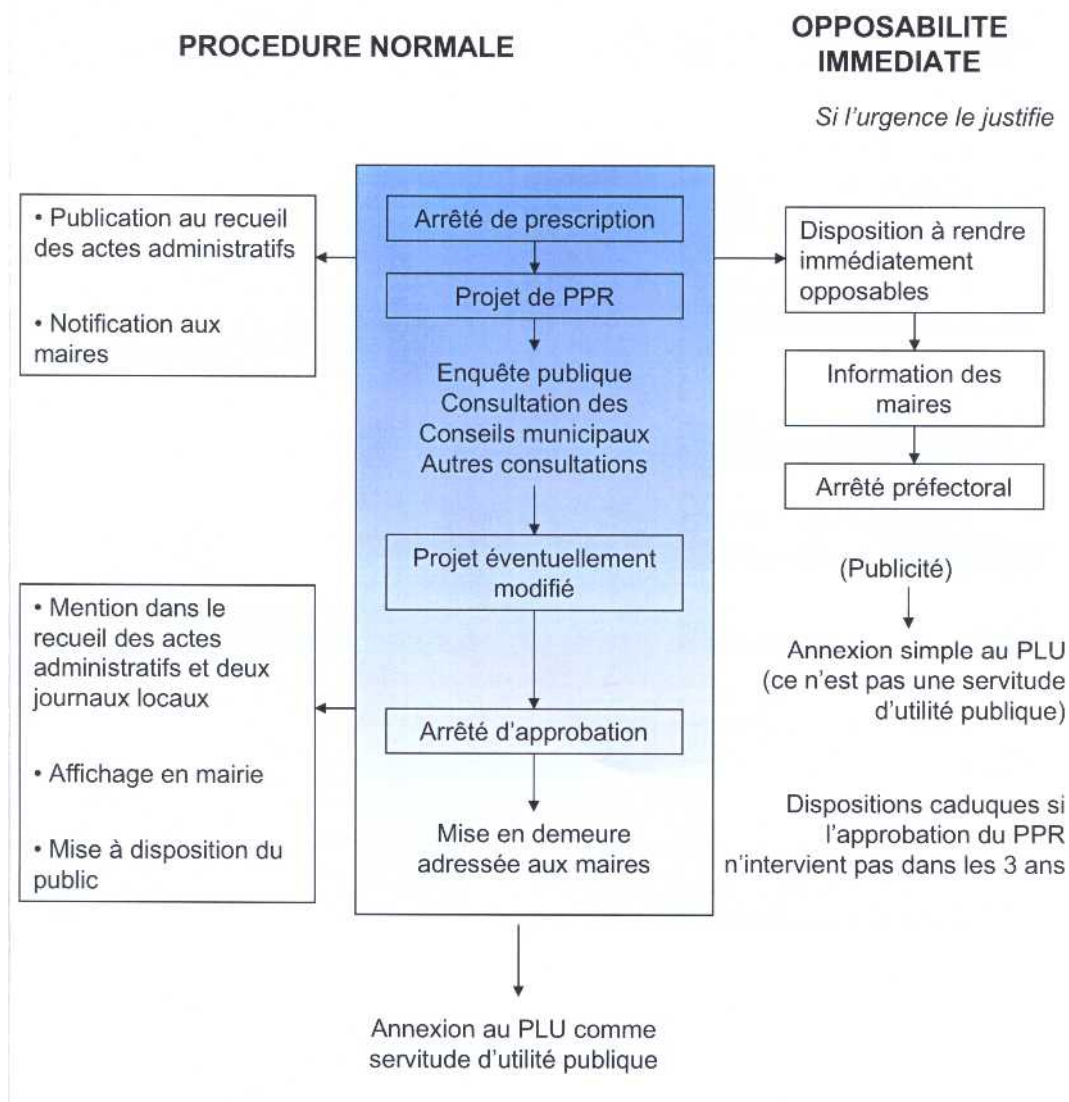 PROCEDURE NORMALE
OPPOSABILITE
IMMEDIATE
Si l'urgence le justifie
• Publication au recueil
des actes administratifs
• Notification aux
maires
Arrêté de prescription
Projet de PPR
Enquête publique
Consultation des
Conseils municipaux
Autres consultations
Projet éventuellement
modifié
Arrêté d'approbation
Mise en demeure
adressée aux maires
• Mention dans le
recueil des actes
administratifs et deux
journaux locaux
• Affichage en mairie
• Mise à disposition du
public
Annexion au PLU comme
servitude d'utilité publique
Disposition à rendre
immédiatement
opposables
Information des
maires
Arrêté préfectoral
(Publicité)
Annexion simple au PLU
(ce n'est pas une servitude
d'utilité publique)
Dispositions caduques si
l'approbation du PPR
n'intervient pas dans les 3 ans